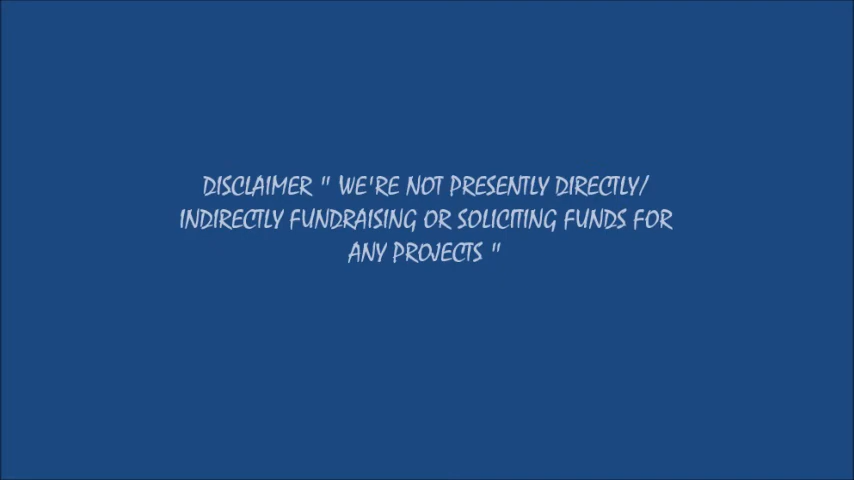 DISCLAIMER " WE'RE NOT PRESENTLY DIRECTLY/
INDIRECTLY FUNDRAISING OR SOLICITING FUNDS FOR
ANY PROJECTS "